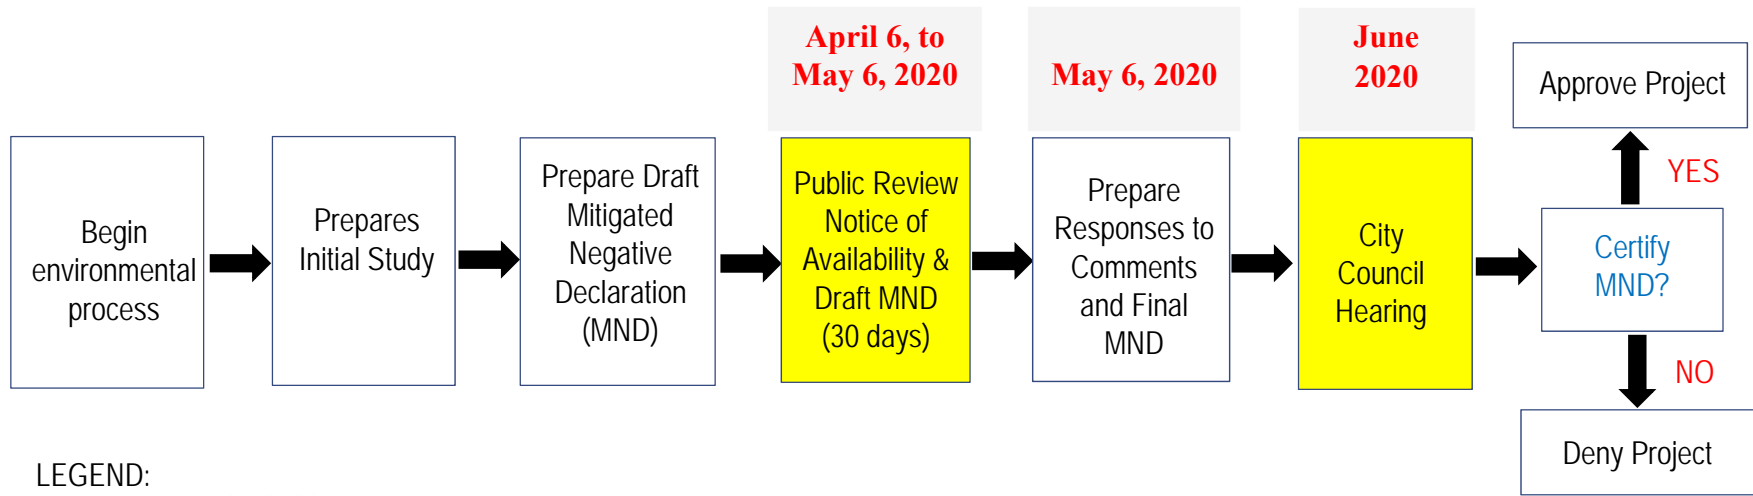 April 6, to
May 6, 2020
May 6, 2020
June
2020
Begin
environmental
process
Prepares
Initial Study
Prepare Draft
Mitigated
Negative
Declaration
(MND)
Public Review
Notice of
Availability &
Draft MND
(30 days)
Prepare
Responses to
Comments
and Final
MND
City
Council
Hearing
Approve Project
YES
Certify
MND?
NO
Deny Project
LEGEND: